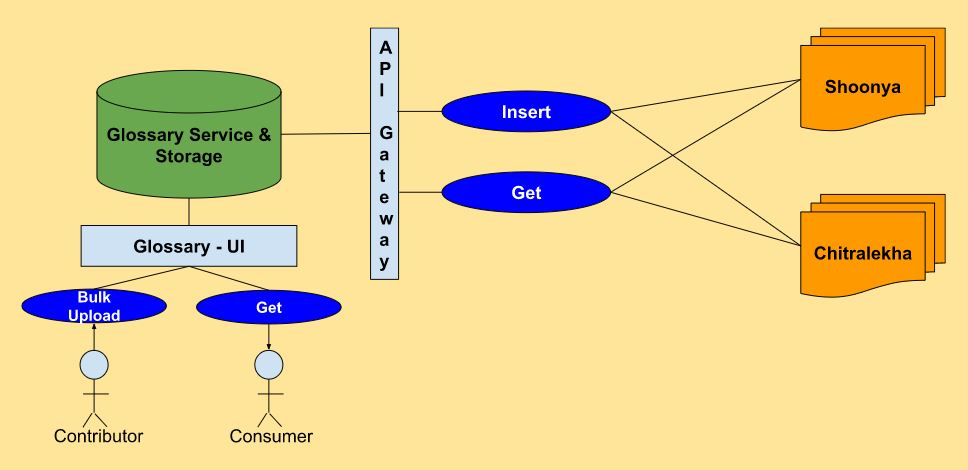 Glossary Service &
Storage
API Gateway
Insert
Get
Shoonya
Chitralekha
Glossary - UI
Bulk
Upload
Get
Contributor
Consumer